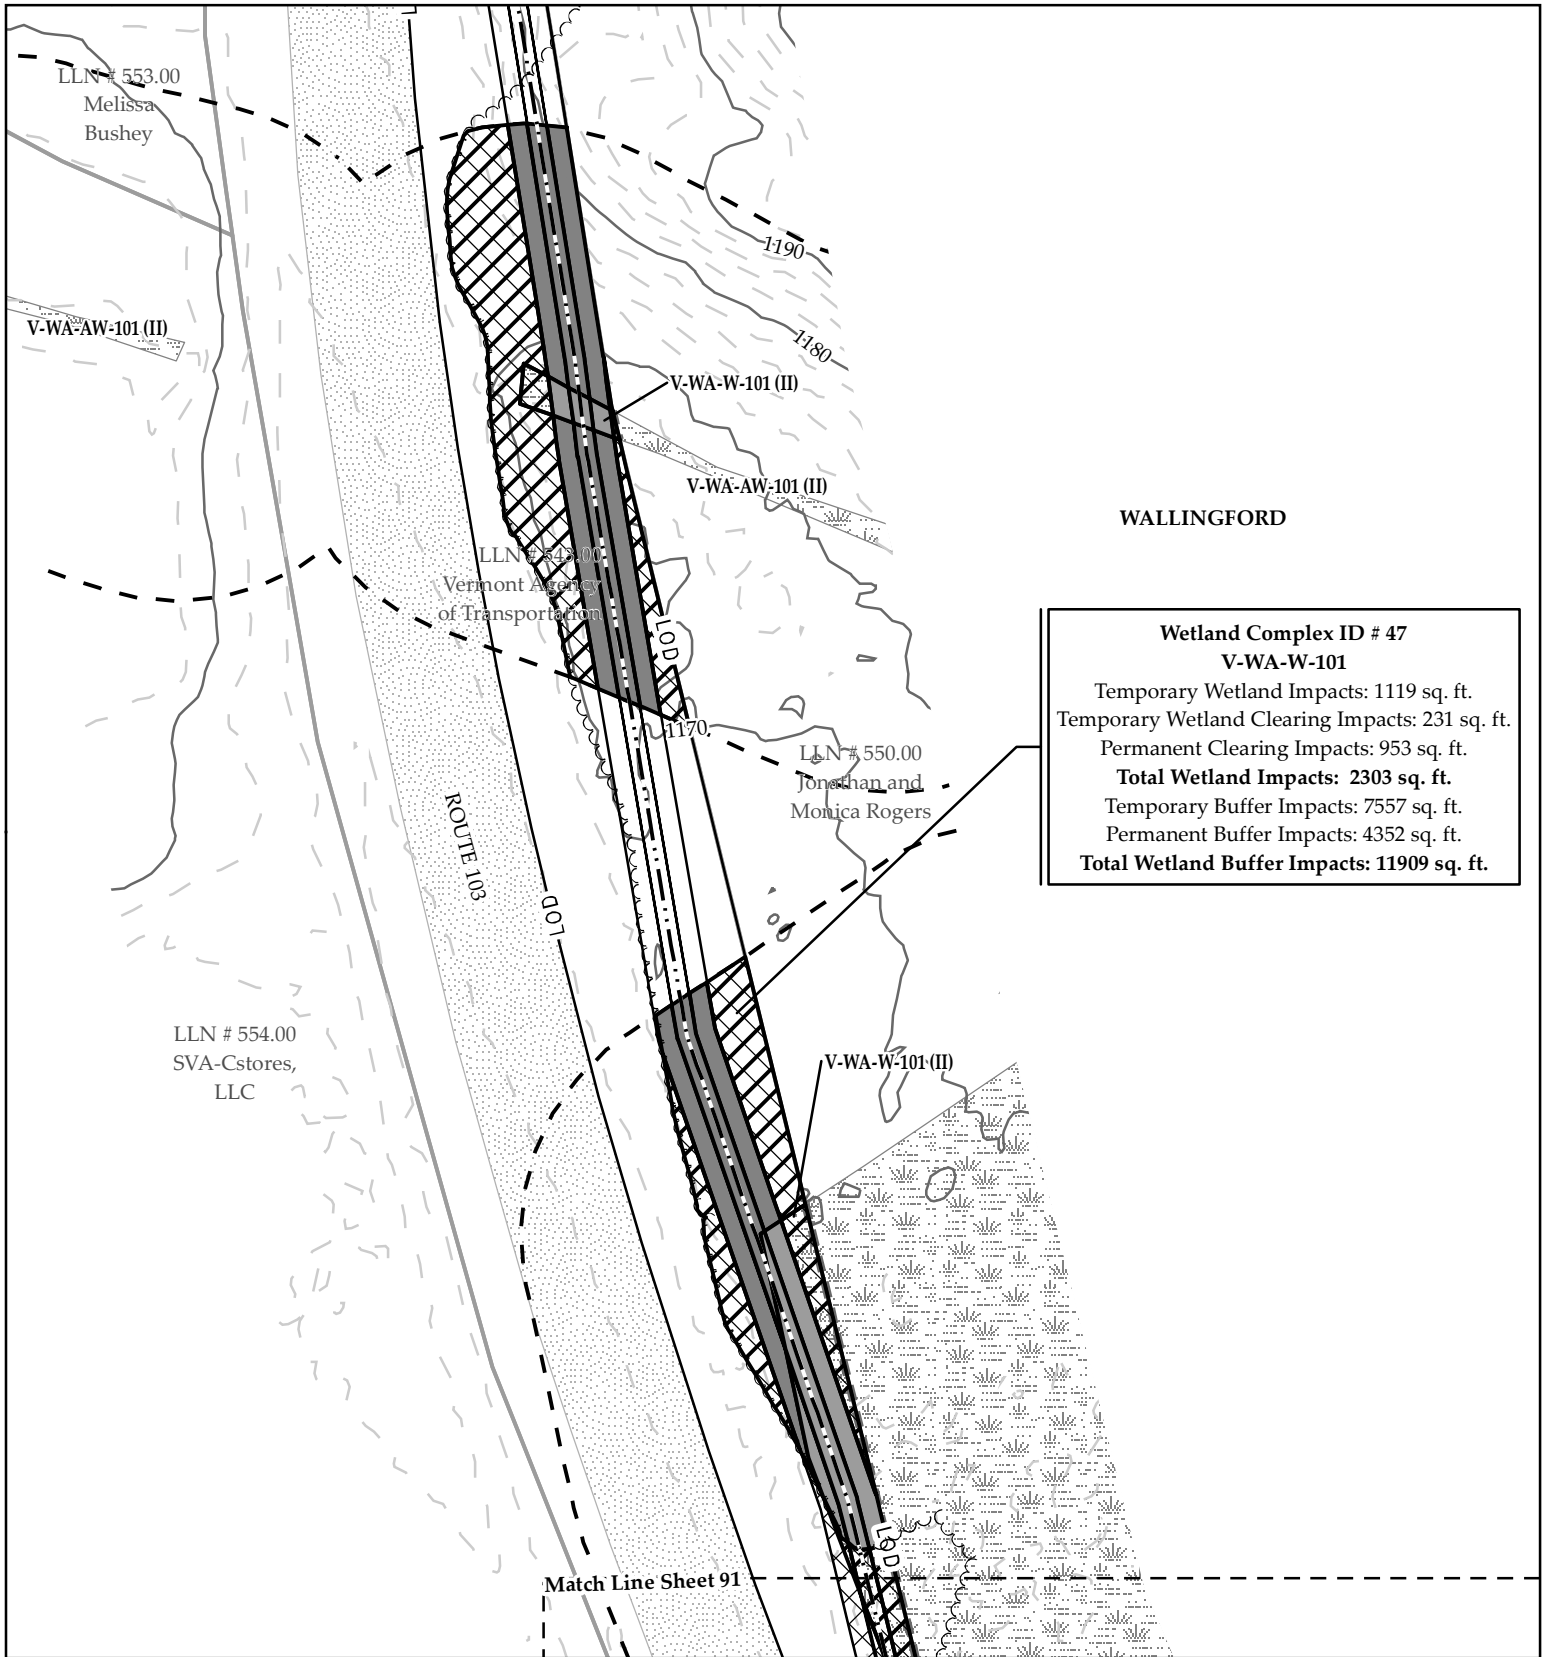 LLN # 553.00
Melissa
Bushey
1190
V-WA-AW-101 (II)
1180
V-WA-W-101 (II)
V-WA-AW-101 (II)
WALLINGFORD
LLN # 543.00
Vermont Agency
of Transportation
LOD
Wetland Complex ID # 47
V-WA-W-101
Temporary Wetland Impacts: 1119 sq. ft.
Temporary Wetland Clearing Impacts: 231 sq. ft.
Permanent Clearing Impacts: 953 sq. ft.
Total Wetland Impacts: 2303 sq. ft.
Temporary Buffer Impacts: 7557 sq. ft.
Permanent Buffer Impacts: 4352 sq. ft.
Total Wetland Buffer Impacts: 11909 sq. ft.
1170
LLN # 550.00
Jonathan and
Monica Rogers
ROUTE 103
LOD
LLN # 554.00
SVA-Cstores,
LLC
V-WA-W-101 (II)
LOD
Match Line Sheet 91